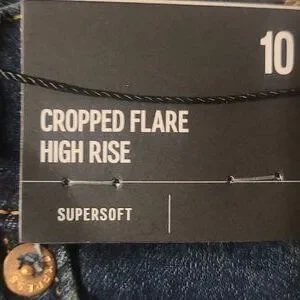 10
CROPPED FLARE
HIGH RISE
SUPERSOFT